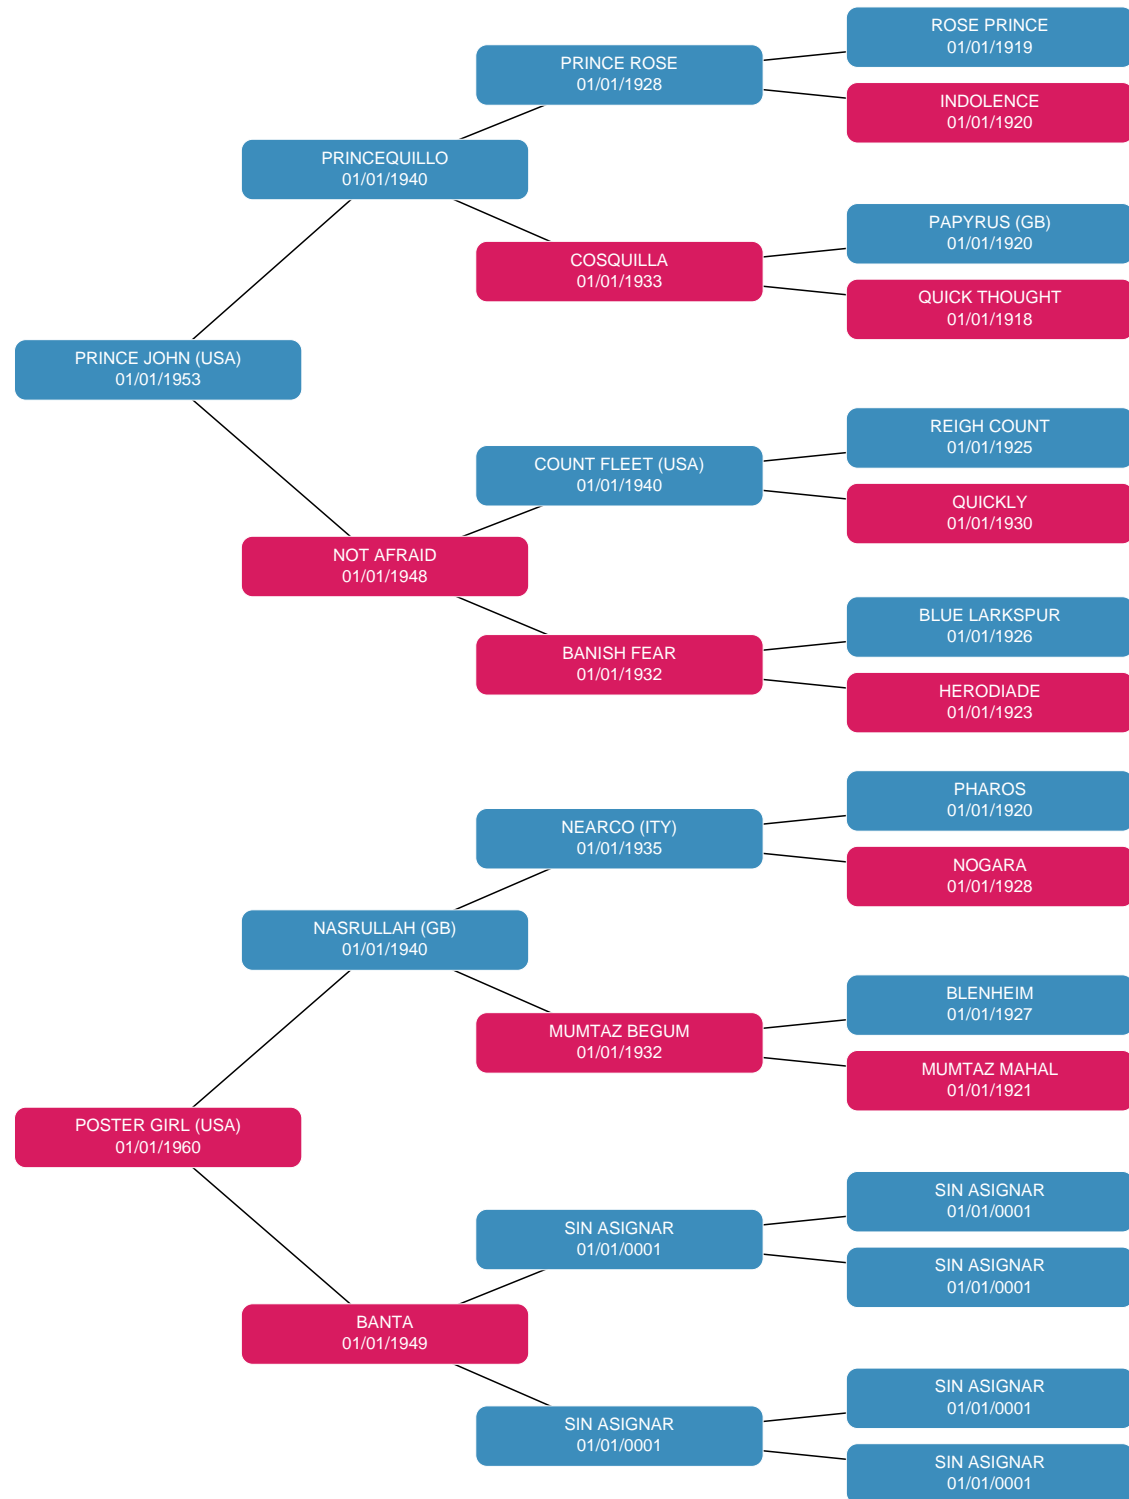 ROSE PRINCE
01/01/1919
PRINCE ROSE
01/01/1928
INDOLENCE
01/01/1920
PRINCEQUILLO
01/01/1940
PAPYRUS (GB)
01/01/1920
COSQUILLA
01/01/1933
QUICK THOUGHT
01/01/1918
PRINCE JOHN (USA)
01/01/1953
REIGH COUNT
01/01/1925
COUNT FLEET (USA)
01/01/1940
QUICKLY
01/01/1930
NOT AFRAID
01/01/1948
BLUE LARKSPUR
01/01/1926
BANISH FEAR
01/01/1932
HERODIADE
01/01/1923
PHAROS
01/01/1920
NEARCO (ITY)
01/01/1935
NOGARA
01/01/1928
NASRULLAH (GB)
01/01/1940
BLENHEIM
01/01/1927
MUMTAZ BEGUM
01/01/1932
MUMTAZ MAHAL
01/01/1921
POSTER GIRL (USA)
01/01/1960
SIN ASIGNAR
01/01/0001
SIN ASIGNAR
01/01/0001
SIN ASIGNAR
01/01/0001
BANTA
01/01/1949
SIN ASIGNAR
01/01/0001
SIN ASIGNAR
01/01/0001
SIN ASIGNAR
01/01/0001